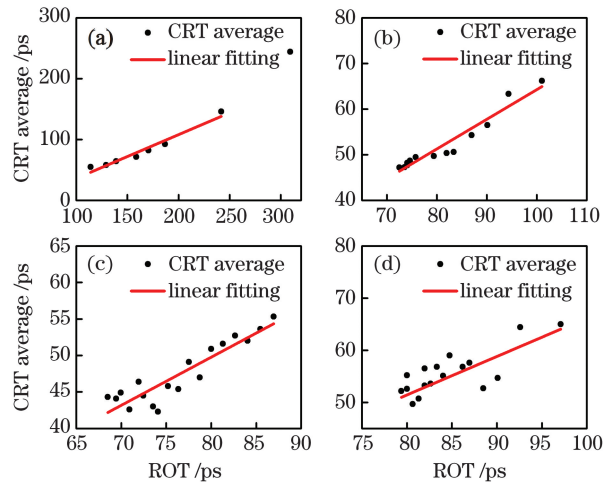 (a)
CRT average
linear fitting
300
200
100
0
100 150 200 250 300
CRT average /ps
(b)
CRT average
linear fitting
80
70
60
50
40
70 80 90 100 110
(c)
CRT average
linear fitting
65
60
55
50
45
40
65 70 75 80 85 90
CRT average /ps
ROT /ps
(d)
CRT average
linear fitting
80
70
60
50
75 80 85 90 95 100
ROT /ps